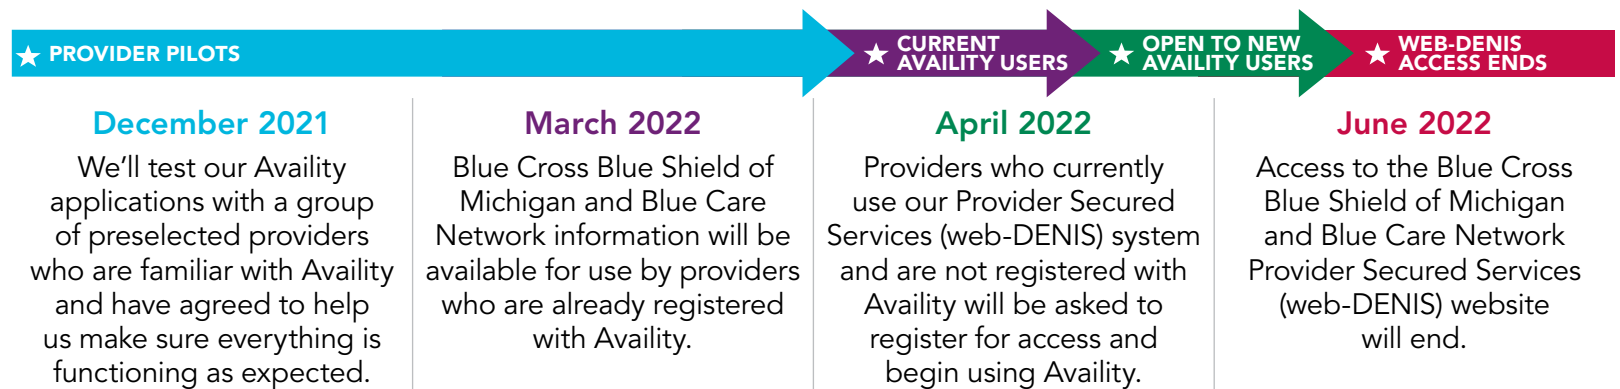 PROVIDER PILOTS
CURRENT
AVAILITY USERS
OPEN TO NEW
AVAILITY USERS
WEB-DENIS
ACCESS ENDS
December 2021
We’ll test our Availity
applications with a group
of preselected providers
who are familiar with Availity
and have agreed to help
us make sure everything is
functioning as expected.
March 2022
Blue Cross Blue Shield of
Michigan and Blue Care
Network information will be
available for use by providers
who are already registered
with Availity.
April 2022
Providers who currently
use our Provider Secured
Services (web-DENIS) system
and are not registered with
Availity will be asked to
register for access and
begin using Availity.
June 2022
Access to the Blue Cross
Blue Shield of Michigan
and Blue Care Network
Provider Secured Services
(web-DENIS) website
will end.